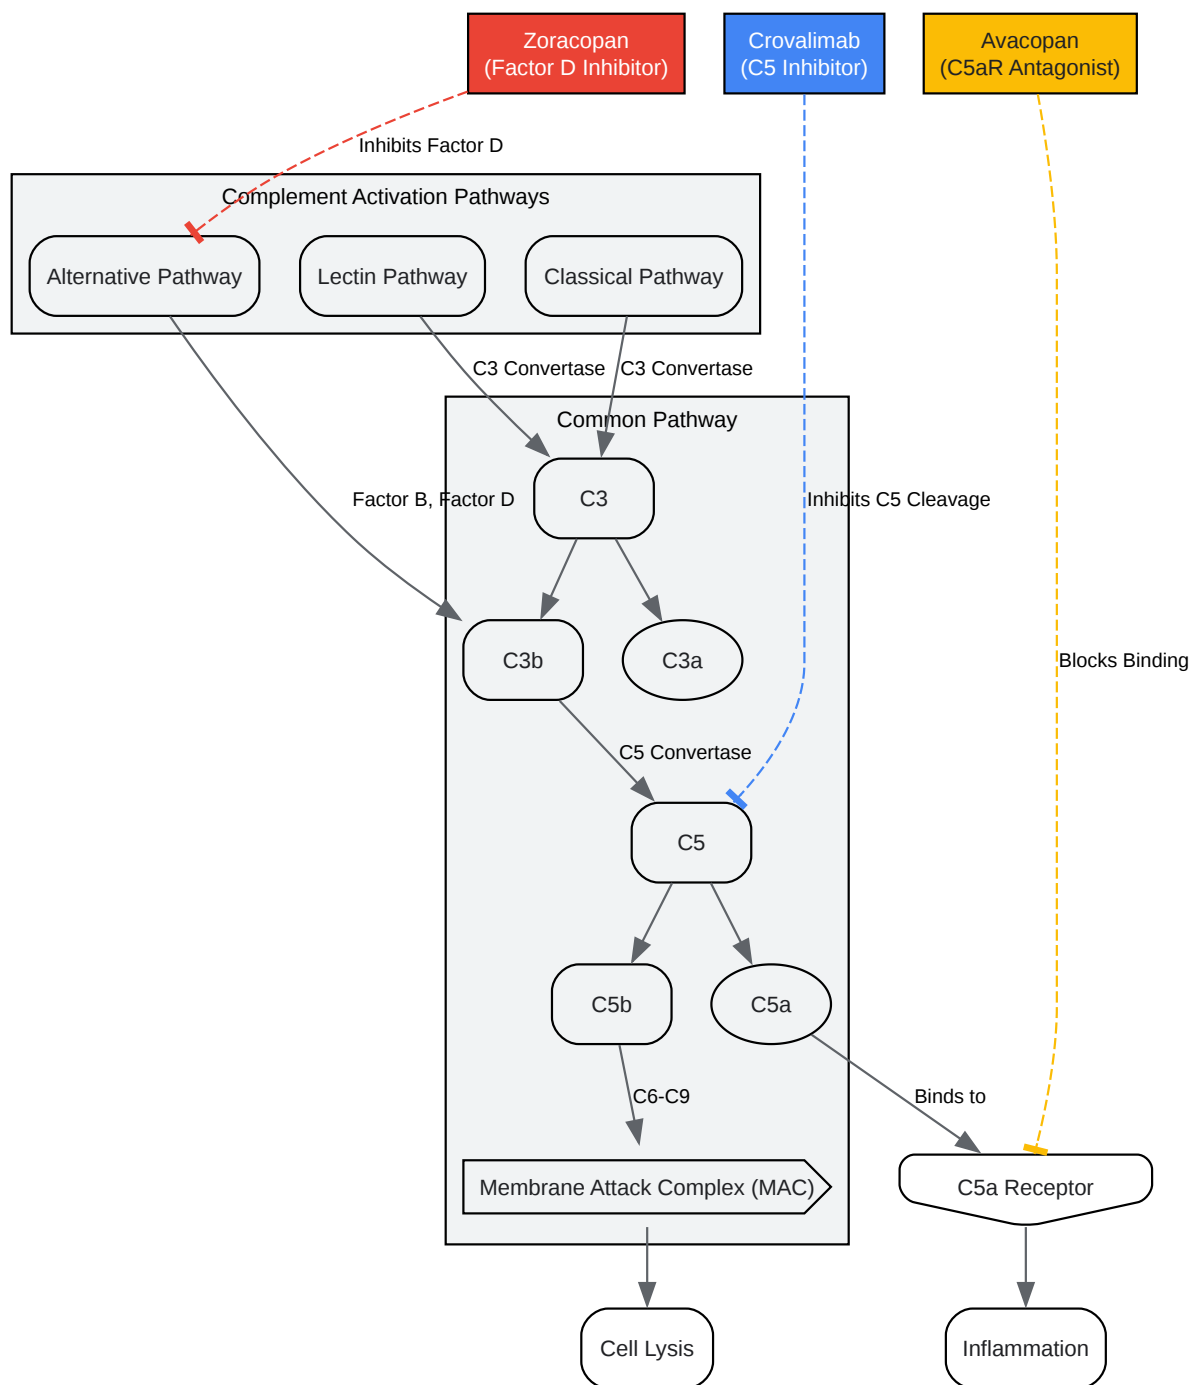 Zoracopan
(Factor D Inhibitor)
Crovalimab
(C5 Inhibitor)
Avacopan
(C5aR Antagonist)
Inhibits Factor D
Complement Activation Pathways
Alternative Pathway
Lectin Pathway
Classical Pathway
C3 Convertase
C3 Convertase
Common Pathway
C3
Factor B, Factor D
Inhibits C5 Cleavage
C3b
C3a
Blocks Binding
C5 Convertase
C5
C5b
C5a
C6-C9
Binds to
Membrane Attack Complex (MAC)
C5a Receptor
Cell Lysis
Inflammation